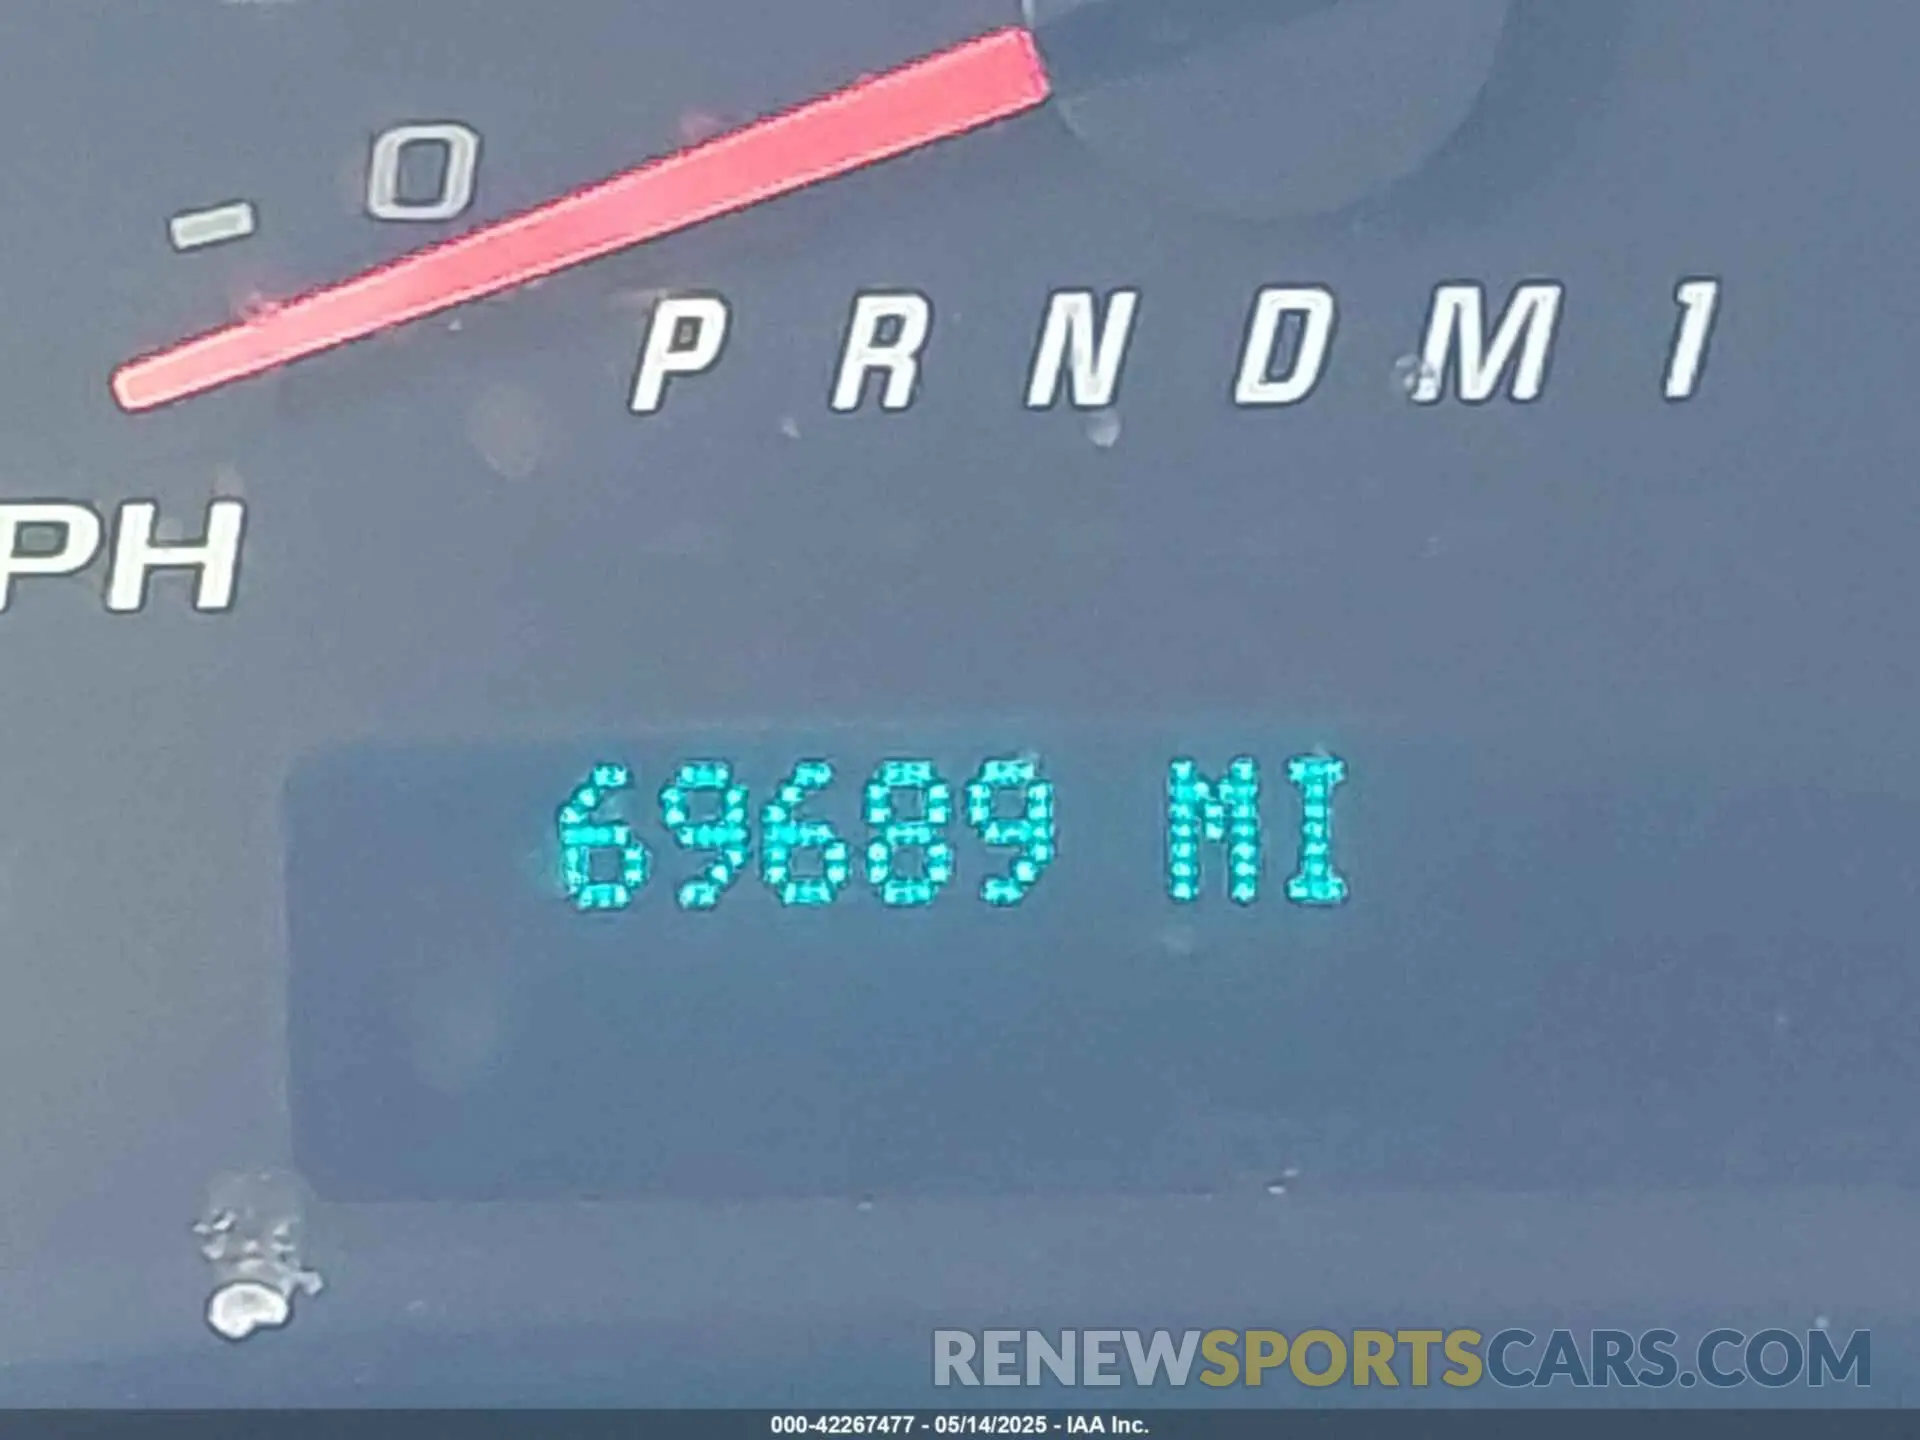 0
P R N D M 1
PH
69689 MI
RENEWSPORTSCARS.COM
000-42267477 - 05/14/2025 - IAA Inc.